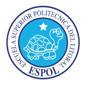 ESCUELA SUPERIOR POLITECNICA DEL LITORAL
ESPOL